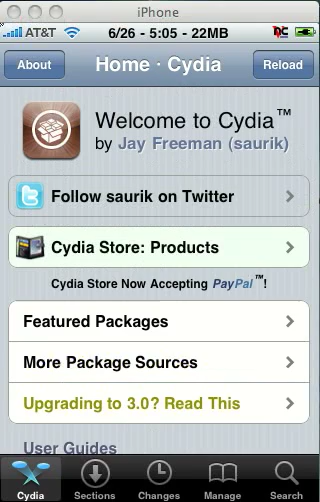 iPhone
AT&T 6/26 - 5:05 - 22MB
About Home · Cydia Reload
Welcome to Cydia™
by Jay Freeman (saurik)
Follow saurik on Twitter
Cydia Store: Products
Cydia Store Now Accepting PayPal™!
Featured Packages
More Package Sources
Upgrading to 3.0? Read This
User Guides
Cydia Sections Changes Manage Search